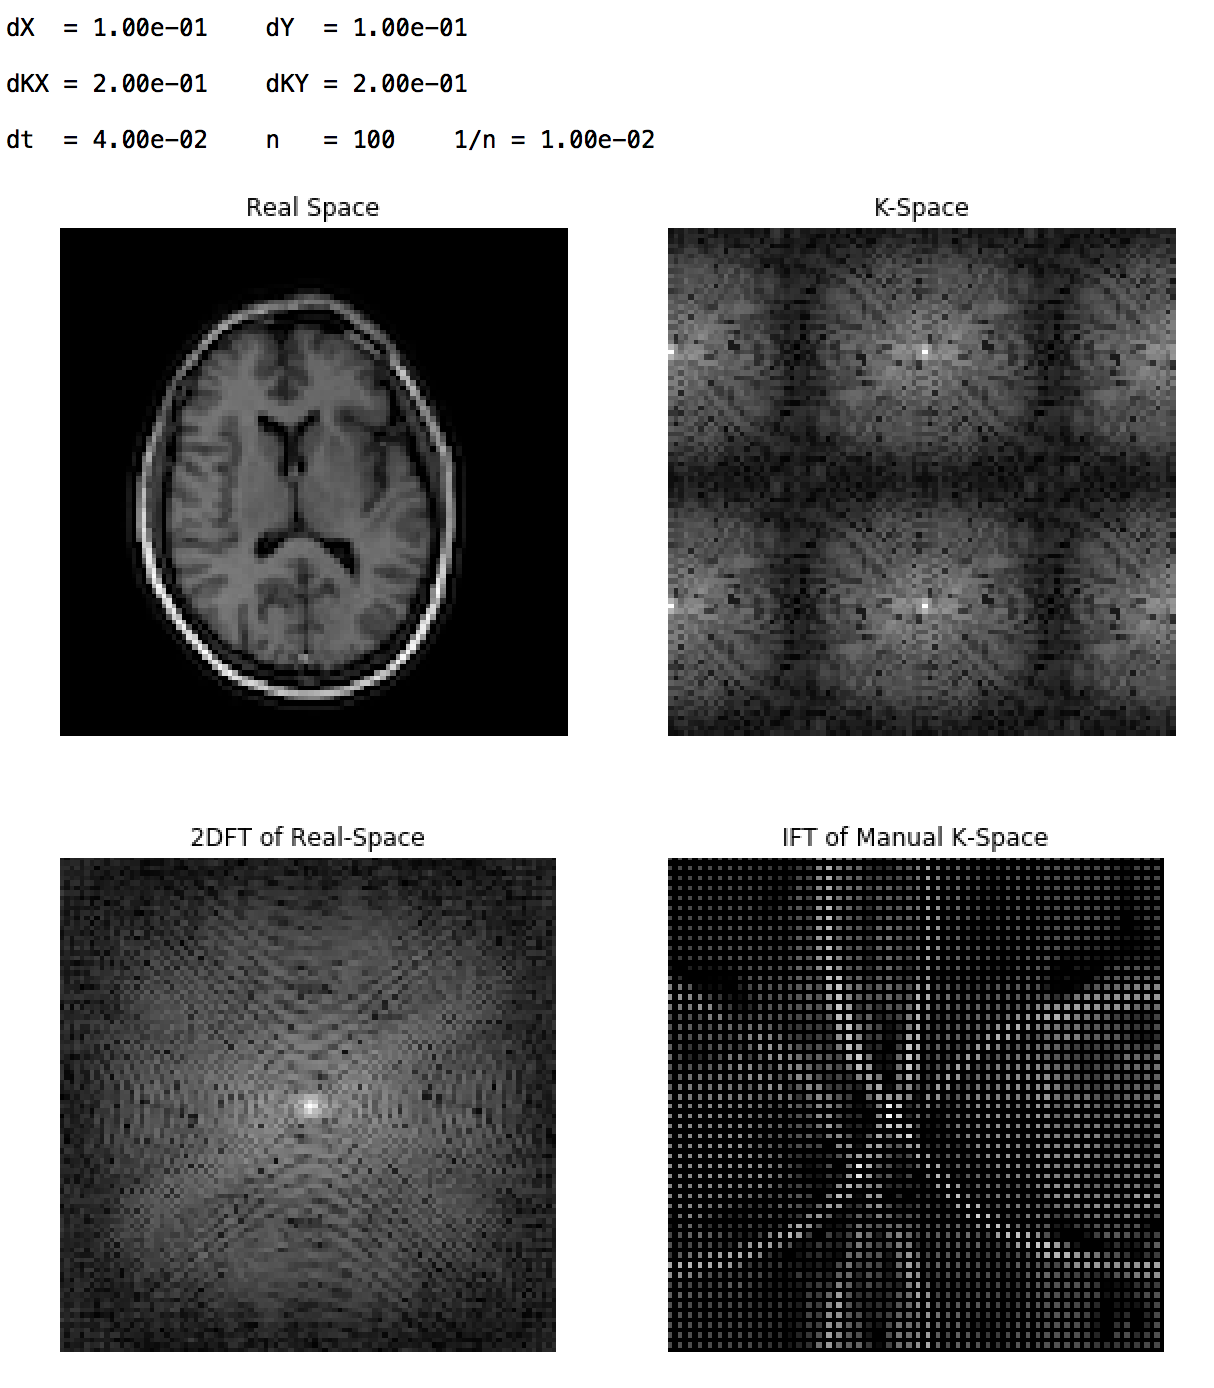 dX  = 1.00e−01    dY  = 1.00e−01
dKX = 2.00e−01    dKY = 2.00e−01
dt  = 4.00e−02    n   = 100    1/n = 1.00e−02
Real Space
K-Space
2DFT of Real-Space
IFT of Manual K-Space